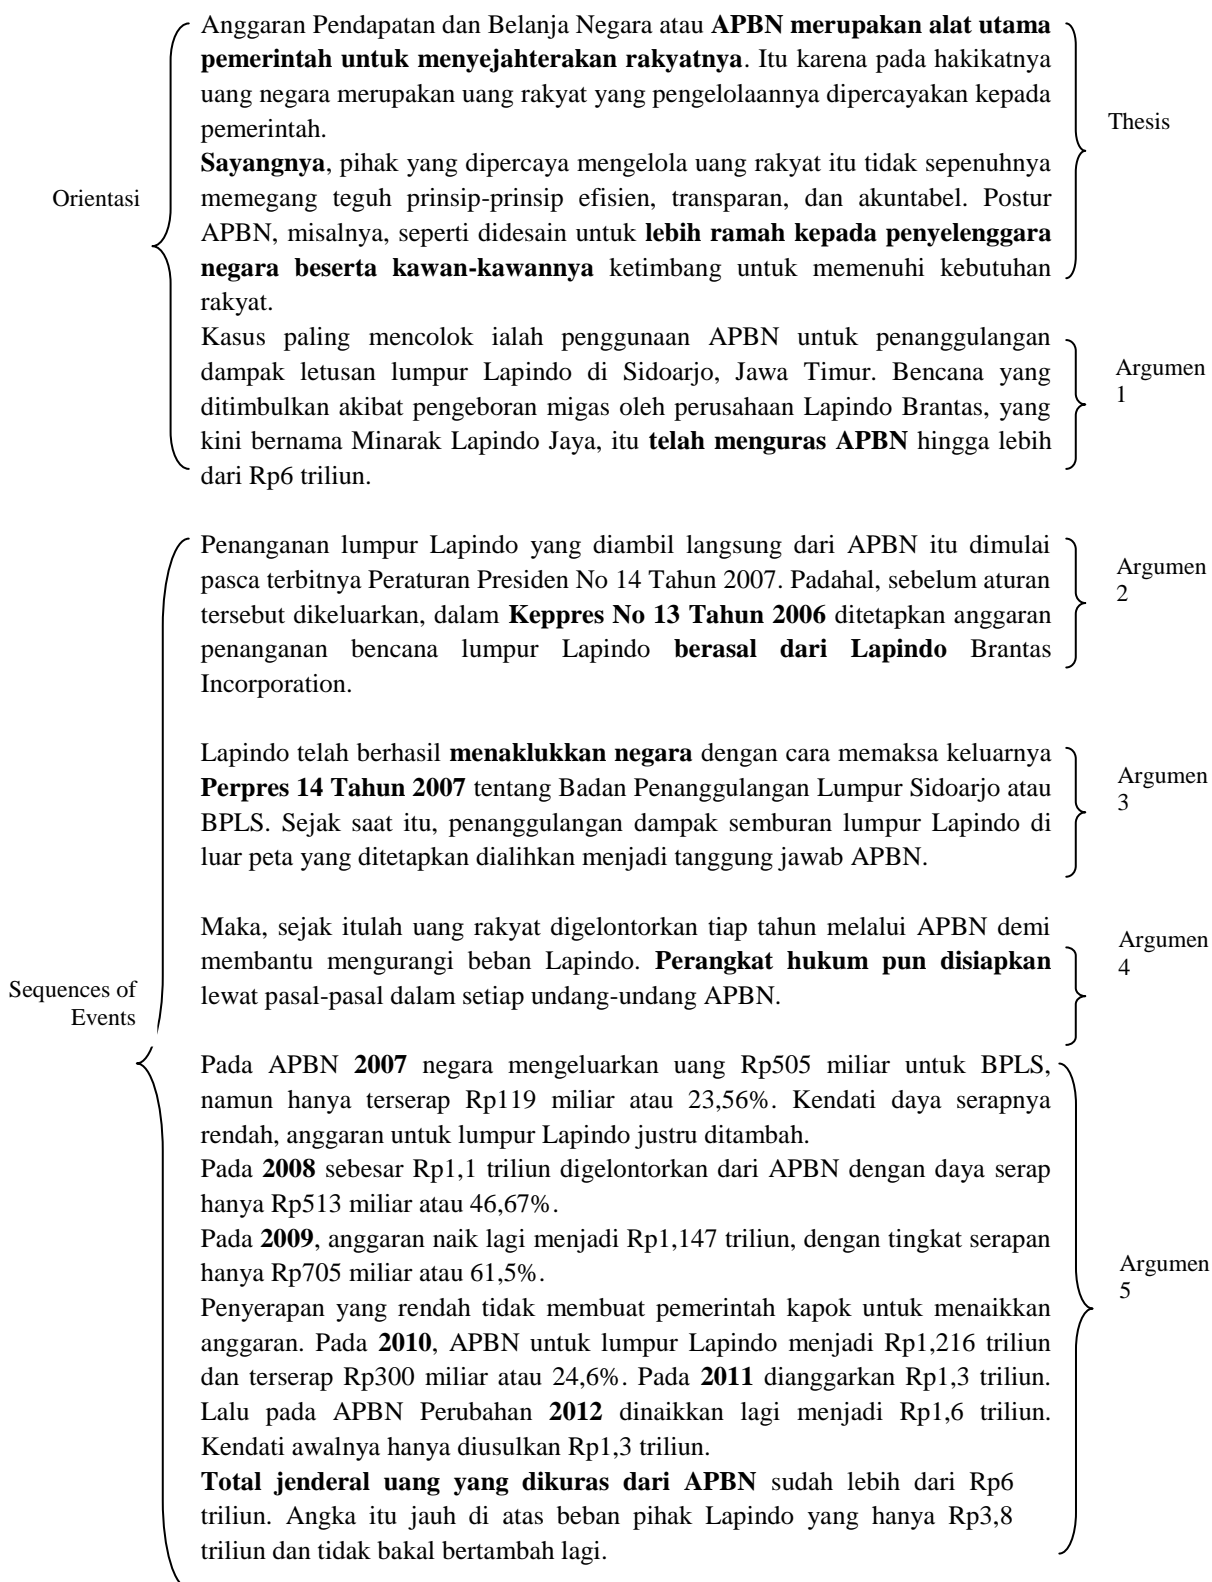 Anggaran Pendapatan dan Belanja Negara atau APBN merupakan alat utama
pemerintah untuk menyejahterakan rakyatnya. Itu karena pada hakikatnya
uang negara merupakan uang rakyat yang pengelolaannya dipercayakan kepada
pemerintah.
Thesis
Sayangnya, pihak yang dipercaya mengelola uang rakyat itu tidak sepenuhnya
Orientasi
memegang teguh prinsip-prinsip efisien, transparan, dan akuntabel. Postur
APBN, misalnya, seperti didesain untuk lebih ramah kepada penyelenggara
negara beserta kawan-kawannya ketimbang untuk memenuhi kebutuhan
rakyat.
Kasus paling mencolok ialah penggunaan APBN untuk penanggulangan
dampak letusan lumpur Lapindo di Sidoarjo, Jawa Timur. Bencana yang
Argumen
1
ditimbulkan akibat pengeboran migas oleh perusahaan Lapindo Brantas, yang
kini bernama Minarak Lapindo Jaya, itu telah menguras APBN hingga lebih
dari Rp6 triliun.
Penanganan lumpur Lapindo yang diambil langsung dari APBN itu dimulai
pasca terbitnya Peraturan Presiden No 14 Tahun 2007. Padahal, sebelum aturan
Argumen
2
tersebut dikeluarkan, dalam Keppres No 13 Tahun 2006 ditetapkan anggaran
penanganan bencana lumpur Lapindo berasal dari Lapindo Brantas
Incorporation.
Lapindo telah berhasil menaklukkan negara dengan cara memaksa keluarnya
Perpres 14 Tahun 2007 tentang Badan Penanggulangan Lumpur Sidoarjo atau
Argumen
3
BPLS. Sejak saat itu, penanggulangan dampak semburan lumpur Lapindo di
luar peta yang ditetapkan dialihkan menjadi tanggung jawab APBN.
Maka, sejak itulah uang rakyat digelontorkan tiap tahun melalui APBN demi
membantu mengurangi beban Lapindo. Perangkat hukum pun disiapkan
Argumen
4
lewat pasal-pasal dalam setiap undang-undang APBN.
Sequences of
Events
Pada APBN 2007 negara mengeluarkan uang Rp505 miliar untuk BPLS,
namun hanya terserap Rp119 miliar atau 23,56%. Kendati daya serapnya
rendah, anggaran untuk lumpur Lapindo justru ditambah.
Pada 2008 sebesar Rp1,1 triliun digelontorkan dari APBN dengan daya serap
hanya Rp513 miliar atau 46,67%.
Pada 2009, anggaran naik lagi menjadi Rp1,147 triliun, dengan tingkat serapan
hanya Rp705 miliar atau 61,5%.
Argumen
5
Penyerapan yang rendah tidak membuat pemerintah kapok untuk menaikkan
anggaran. Pada 2010, APBN untuk lumpur Lapindo menjadi Rp1,216 triliun
dan terserap Rp300 miliar atau 24,6%. Pada 2011 dianggarkan Rp1,3 triliun.
Lalu pada APBN Perubahan 2012 dinaikkan lagi menjadi Rp1,6 triliun.
Kendati awalnya hanya diusulkan Rp1,3 triliun.
Total jenderal uang yang dikuras dari APBN sudah lebih dari Rp6
triliun. Angka itu jauh di atas beban pihak Lapindo yang hanya Rp3,8
triliun dan tidak bakal bertambah lagi.